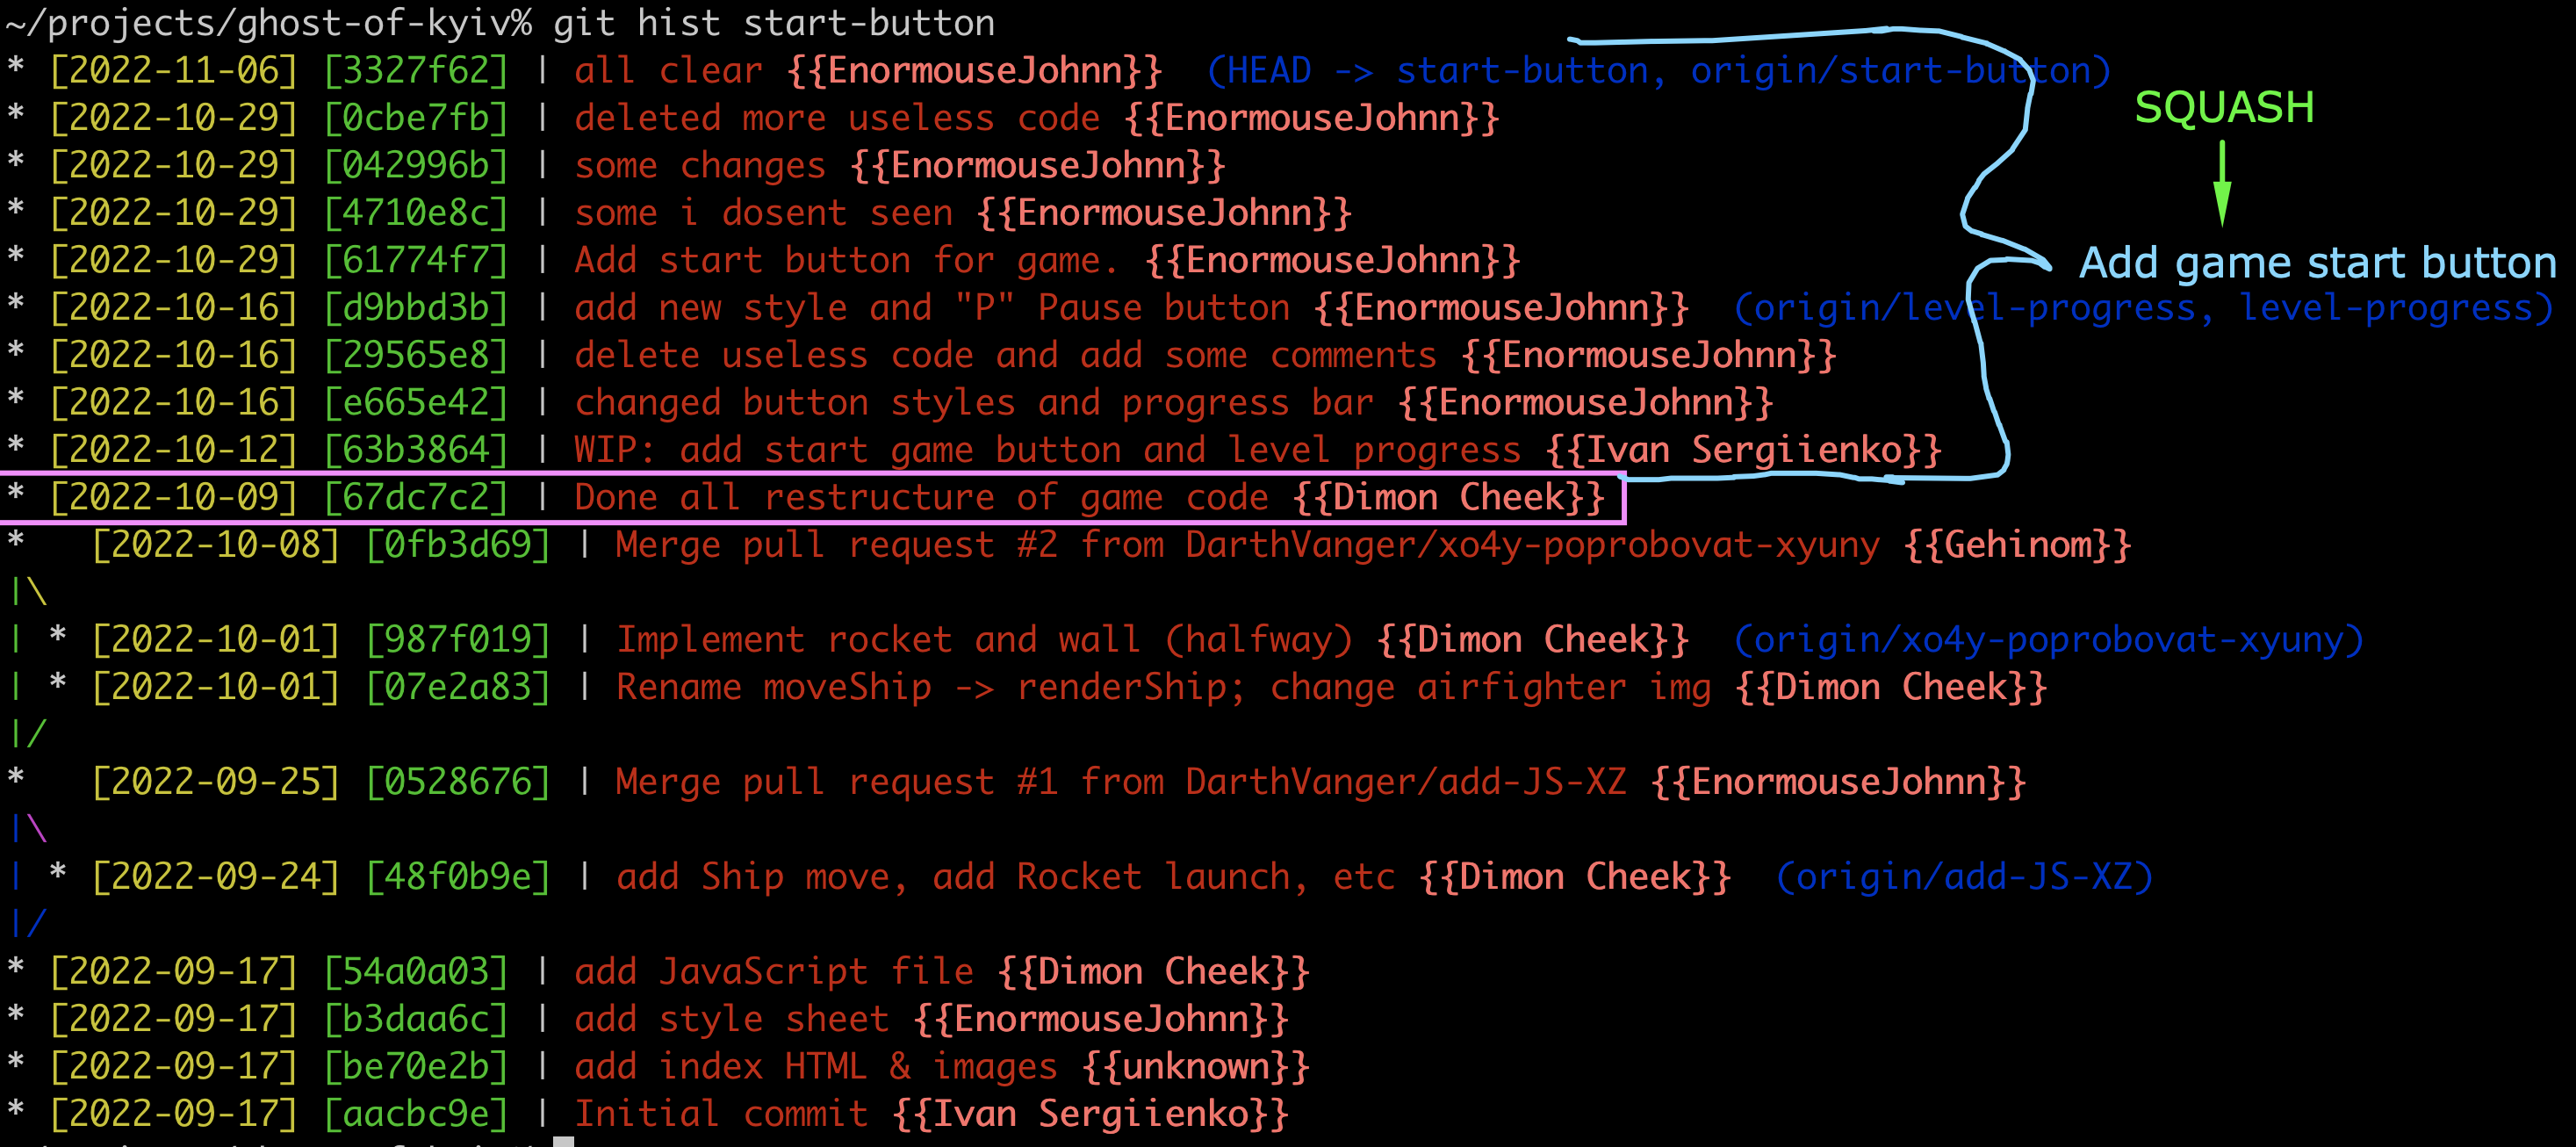 ~/projects/ghost-of-kyiv% git hist start-button
* [2022-11-06] [3327f62] | all clear {{EnormouseJohnn}}  (HEAD -> start-button, origin/start-button)
SQUASH
* [2022-10-29] [0cbe7fb] | deleted more useless code {{EnormouseJohnn}}
* [2022-10-29] [042996b] | some changes {{EnormouseJohnn}}
* [2022-10-29] [4710e8c] | some i dosent seen {{EnormouseJohnn}}
* [2022-10-29] [61774f7] | Add start button for game. {{EnormouseJohnn}}
Add game start button
* [2022-10-16] [d9bbd3b] | add new style and "P" Pause button {{EnormouseJohnn}}  (origin/level-progress, level-progress)
* [2022-10-16] [29565e8] | delete useless code and add some comments {{EnormouseJohnn}}
* [2022-10-16] [e665e42] | changed button styles and progress bar {{EnormouseJohnn}}
* [2022-10-12] [63b3864] | WIP: add start game button and level progress {{Ivan Sergiienko}}
* [2022-10-09] [67dc7c2] | Done all restructure of game code {{Dimon Cheek}}
*   [2022-10-08] [0fb3d69] | Merge pull request #2 from DarthVanger/xo4y-poprobovat-xyuny {{Gehinom}}
|\
| * [2022-10-01] [987f019] | Implement rocket and wall (halfway) {{Dimon Cheek}}  (origin/xo4y-poprobovat-xyuny)
| * [2022-10-01] [07e2a83] | Rename moveShip -> renderShip; change airfighter img {{Dimon Cheek}}
|/
*   [2022-09-25] [0528676] | Merge pull request #1 from DarthVanger/add-JS-XZ {{EnormouseJohnn}}
|\
| * [2022-09-24] [48f0b9e] | add Ship move, add Rocket launch, etc {{Dimon Cheek}}  (origin/add-JS-XZ)
|/
* [2022-09-17] [54a0a03] | add JavaScript file {{Dimon Cheek}}
* [2022-09-17] [b3daa6c] | add style sheet {{EnormouseJohnn}}
* [2022-09-17] [be70e2b] | add index HTML & images {{unknown}}
* [2022-09-17] [aacbc9e] | Initial commit {{Ivan Sergiienko}}